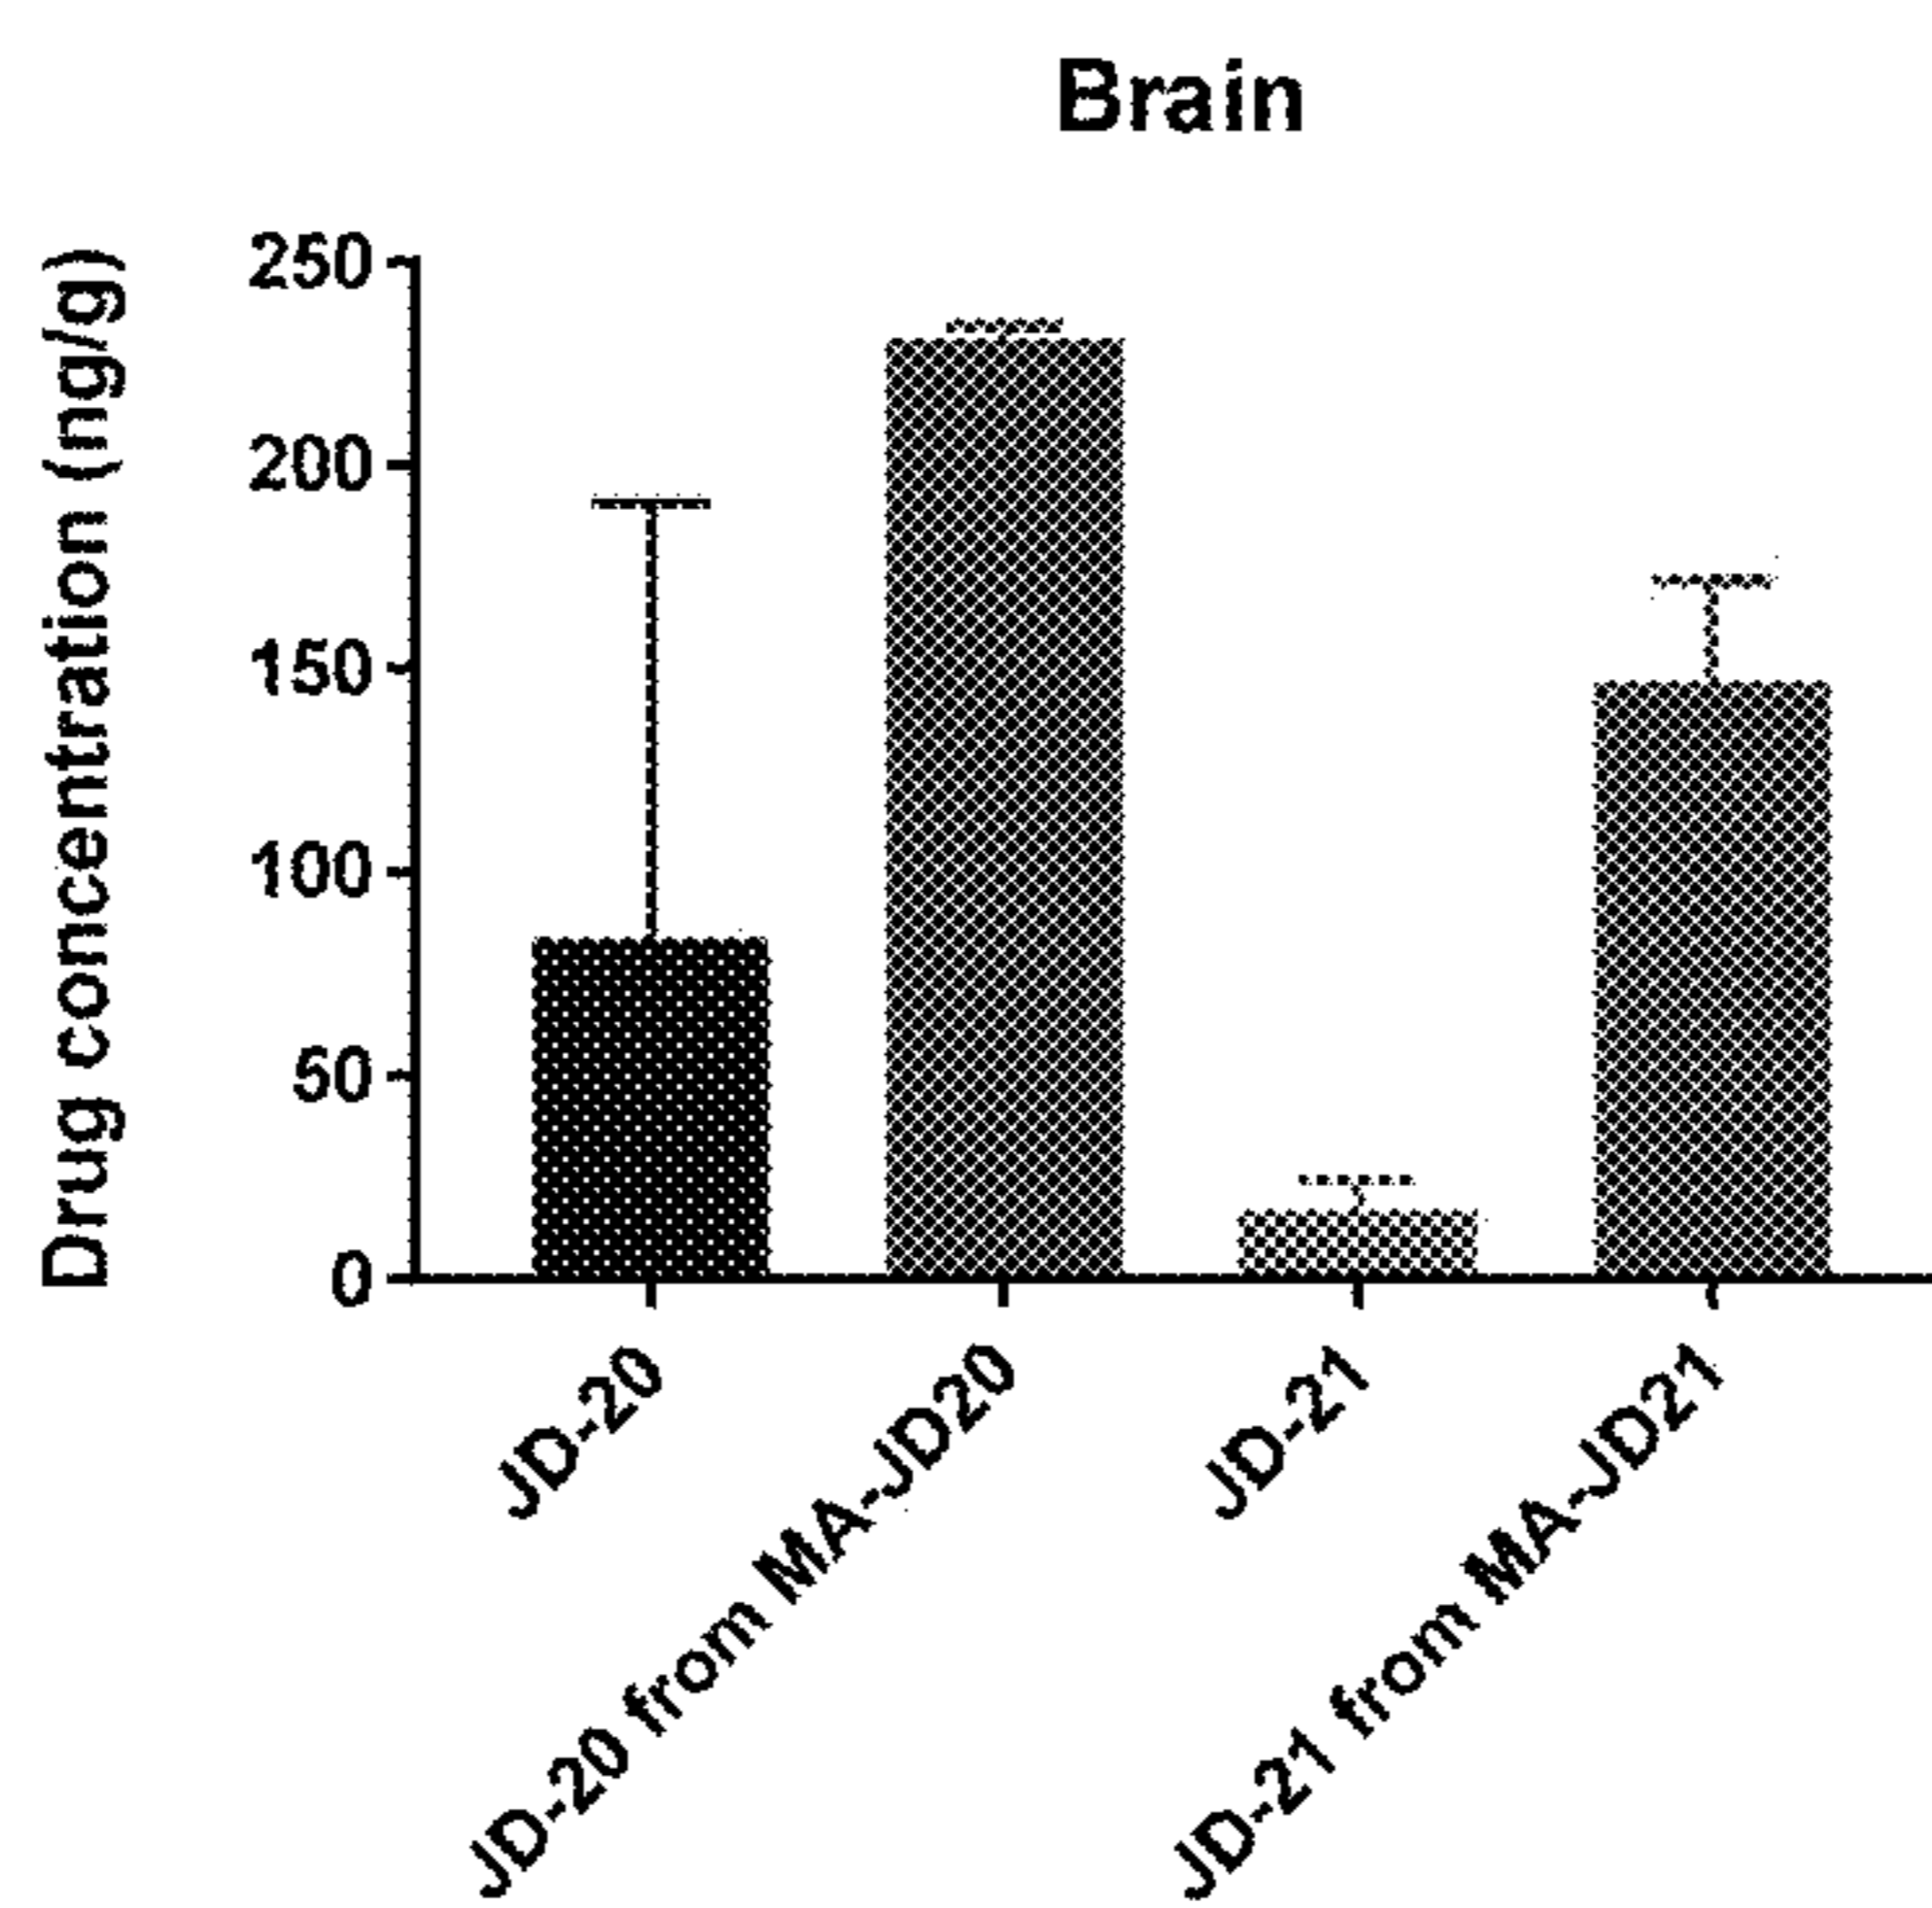 Brain
Drug concentration (ng/g)
250
200
150
100
50
0
JD-20
JD-20 from MA-JD20
JD-21
JD-21 from MA-JD21